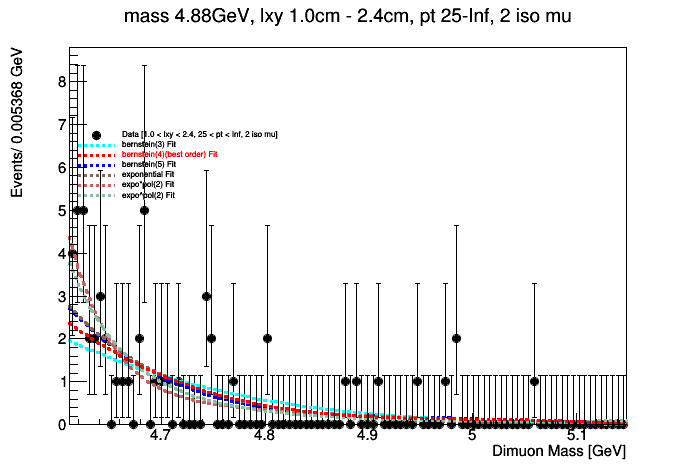 mass 4.88GeV, lxy 1.0cm - 2.4cm, pt 25-Inf, 2 iso mu
Events/ 0.005368 GeV
8
7
6
5
4
3
2
1
0
Data [1.0 < lxy < 2.4, 25 < pt < Inf, 2 iso mu]
bernstein(3) Fit
bernstein(4)(best order) Fit
bernstein(5) Fit
exponential Fit
expo*pol(2) Fit
expo*pol(2) Fit
4.7
4.8
4.9
5
5.1
Dimuon Mass [GeV]